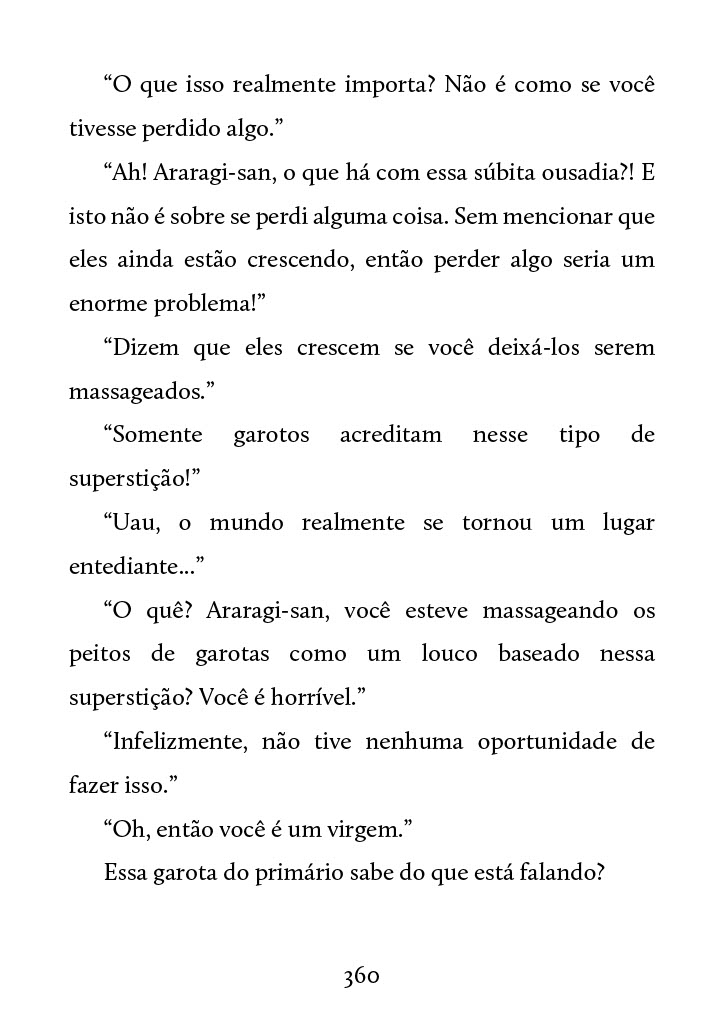 “O que isso realmente importa? Não é como se você
tivesse perdido algo.”
“Ah! Araragi-san, o que há com essa súbita ousadia?! E
isto não é sobre se perdi alguma coisa. Sem mencionar que
eles ainda estão crescendo, então perder algo seria um
enorme problema!”
“Dizem que eles crescem se você deixá-los serem
massageados.”
“Somente garotos acreditam nesse tipo de
superstição!”
“Uau, o mundo realmente se tornou um lugar
entediante...”
“O quê? Araragi-san, você esteve massageando os
peitos de garotas como um louco baseado nessa
superstição? Você é horrível.”
“Infelizmente, não tive nenhuma oportunidade de
fazer isso.”
“Oh, então você é um virgem.”
Essa garota do primário sabe do que está falando?
360